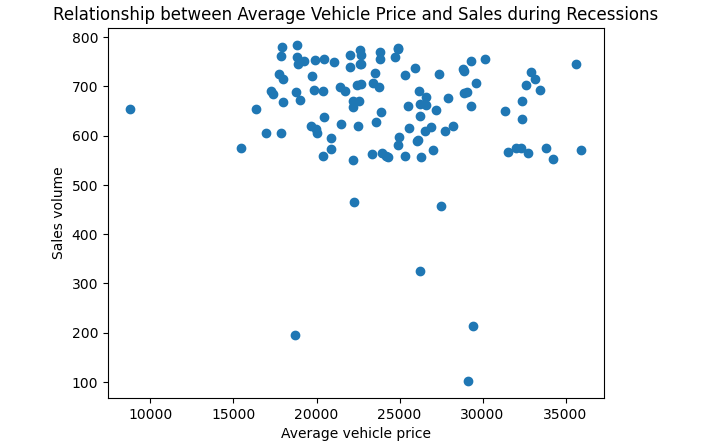 Relationship between Average Vehicle Price and Sales during Recessions
800
700
600
500
400
300
200
100
Sales volume
10000 15000 20000 25000 30000 35000
Average vehicle price